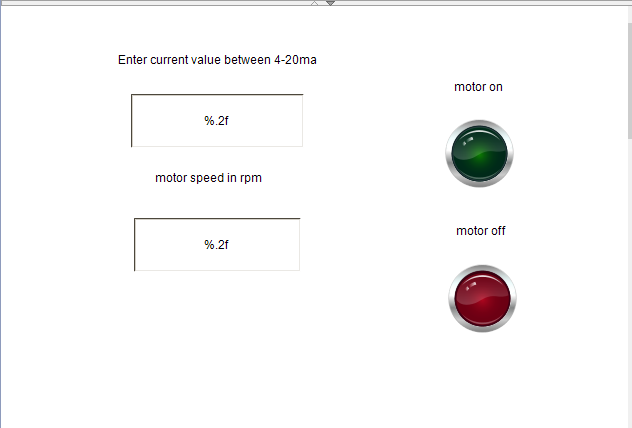 Enter current value between 4-20ma
%.2f
motor speed in rpm
%.2f
motor on
motor off